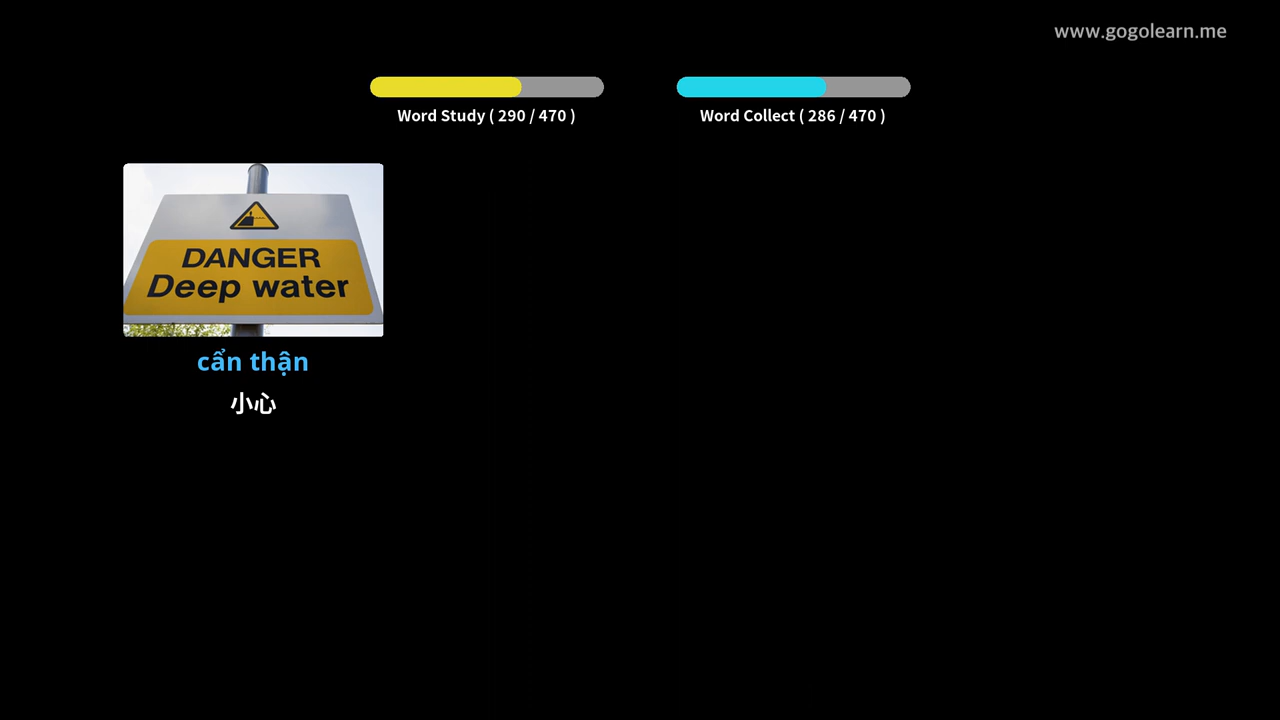 www.gogolearn.me
Word Study ( 290 / 470 )
Word Collect ( 286 / 470 )
DANGER
Deep water
cẩn thận
小心